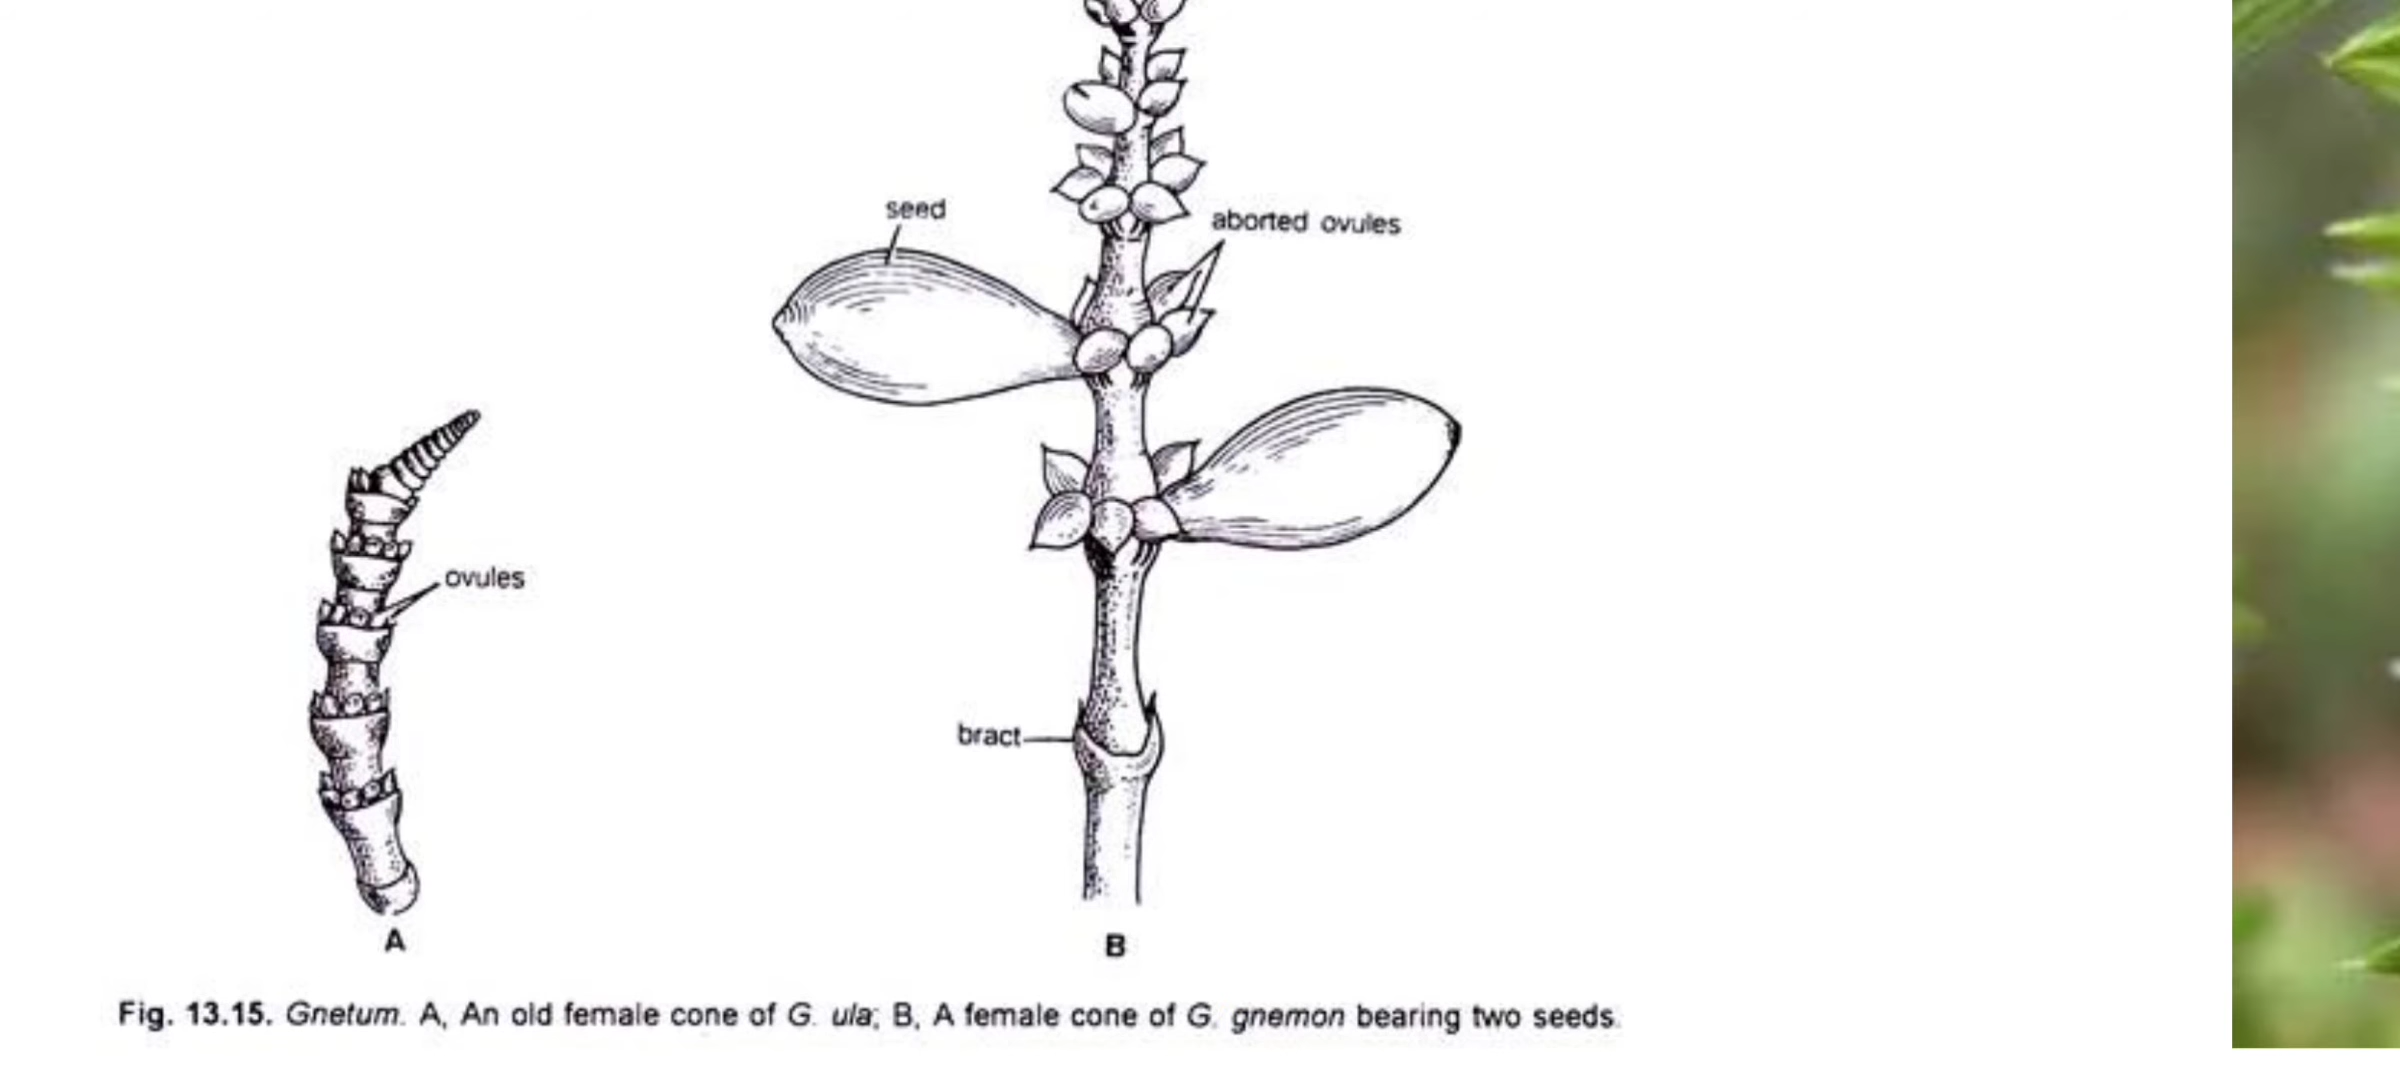 seed
aborted ovules
ovules
bract
A
B
Fig. 13.15. Gnetum. A, An old female cone of G. ula; B, A female cone of G. gnemon bearing two seeds.